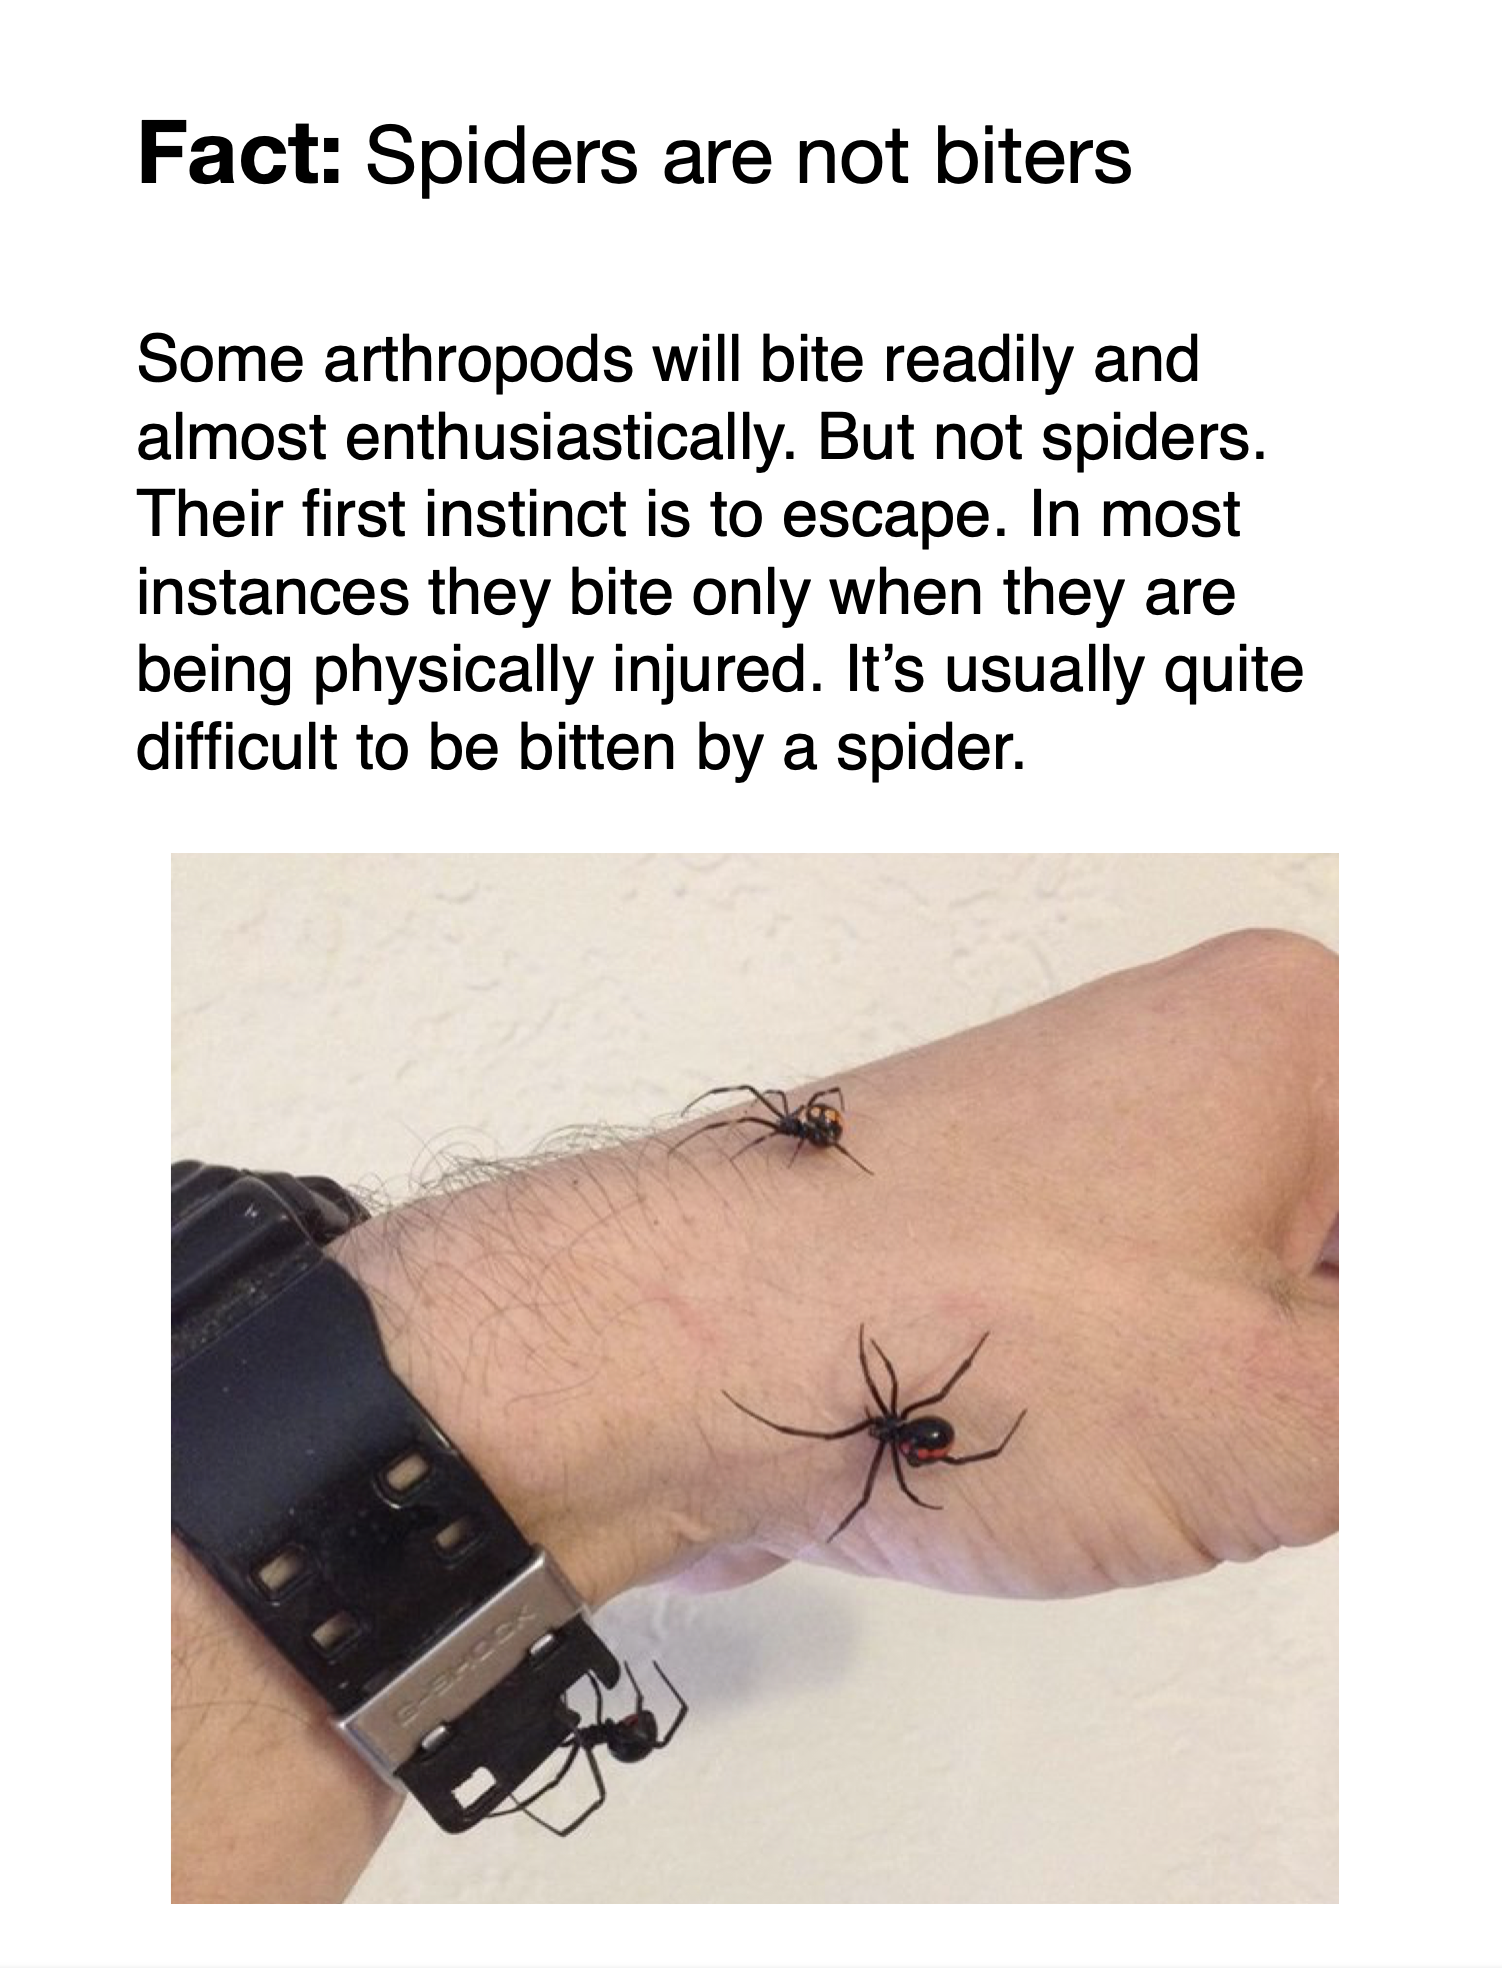 Fact: Spiders are not biters
Some arthropods will bite readily and
almost enthusiastically. But not spiders.
Their first instinct is to escape. In most
instances they bite only when they are
being physically injured. It’s usually quite
difficult to be bitten by a spider.
G-SHOCK